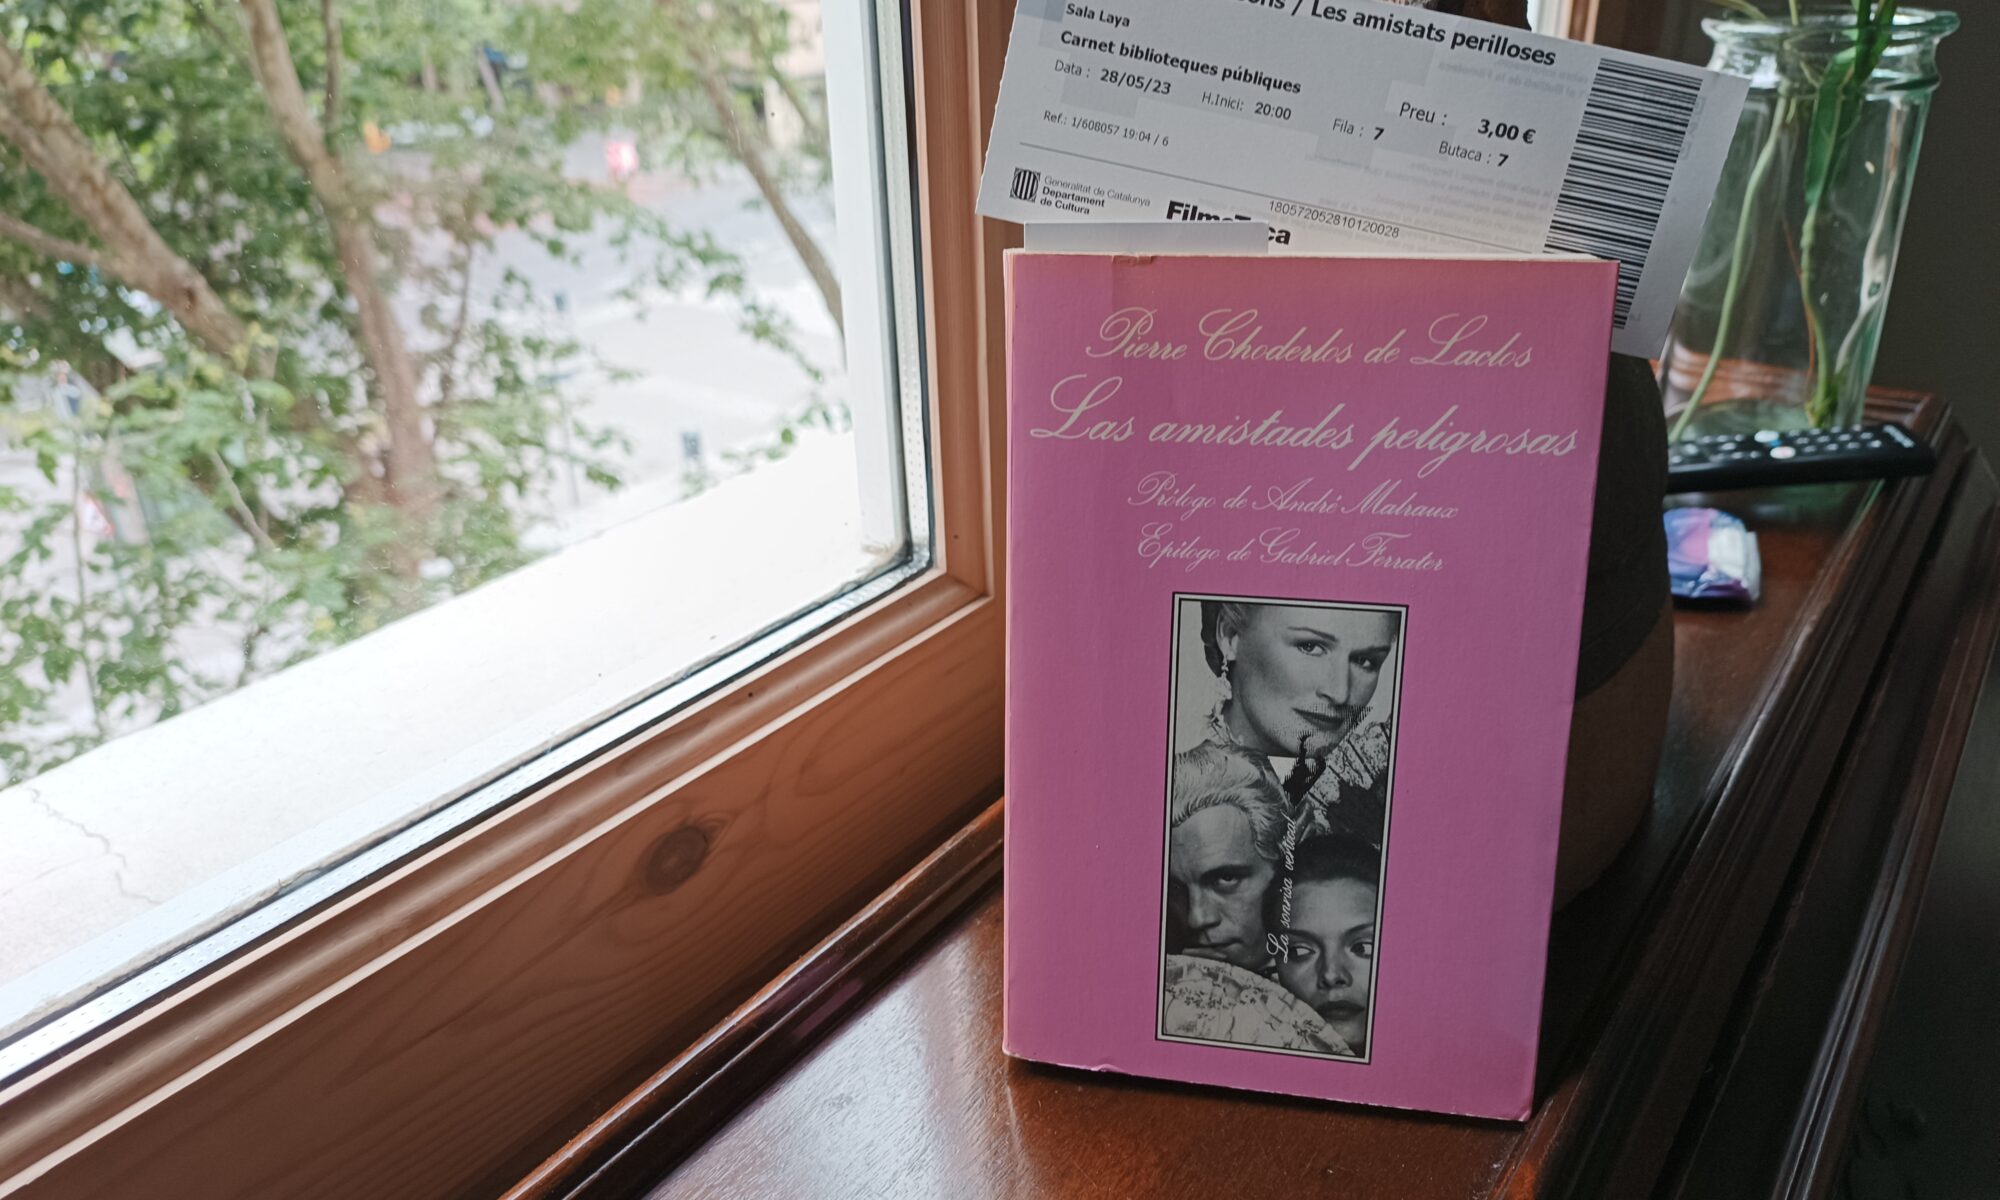 / Les amistats perilloses
Sala Laya
Carnet biblioteques públiques
Data : 28/05/23 H.Inici: 20:00
Preu : 3,00 €
Fila : 7 Butaca : 7
Ref.: 1/608057 19:04 / 6
Generalitat de Catalunya
Departament
de Cultura
180572052810120028
Pierre Choderlos de Laclos
Las amistades peligrosas
Prólogo de André Malraux
Epílogo de Gabriel Ferrater
La sonrisa vertical